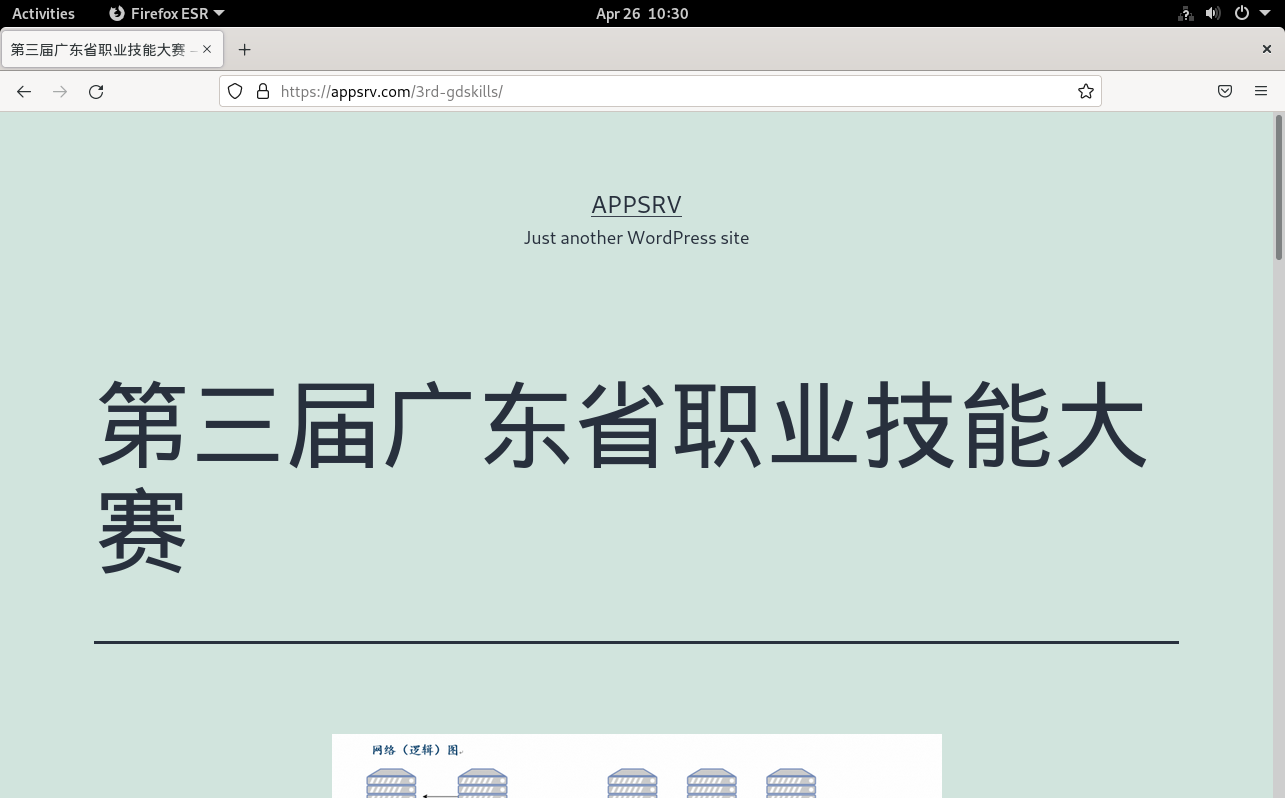 Activities
Firefox ESR
Apr 26 10:30
第三届广东省职业技能大赛 –
https://appsrv.com/3rd-gdskills/
APPSRV
Just another WordPress site
第三届广东省职业技能大
赛
网络（逻辑）图